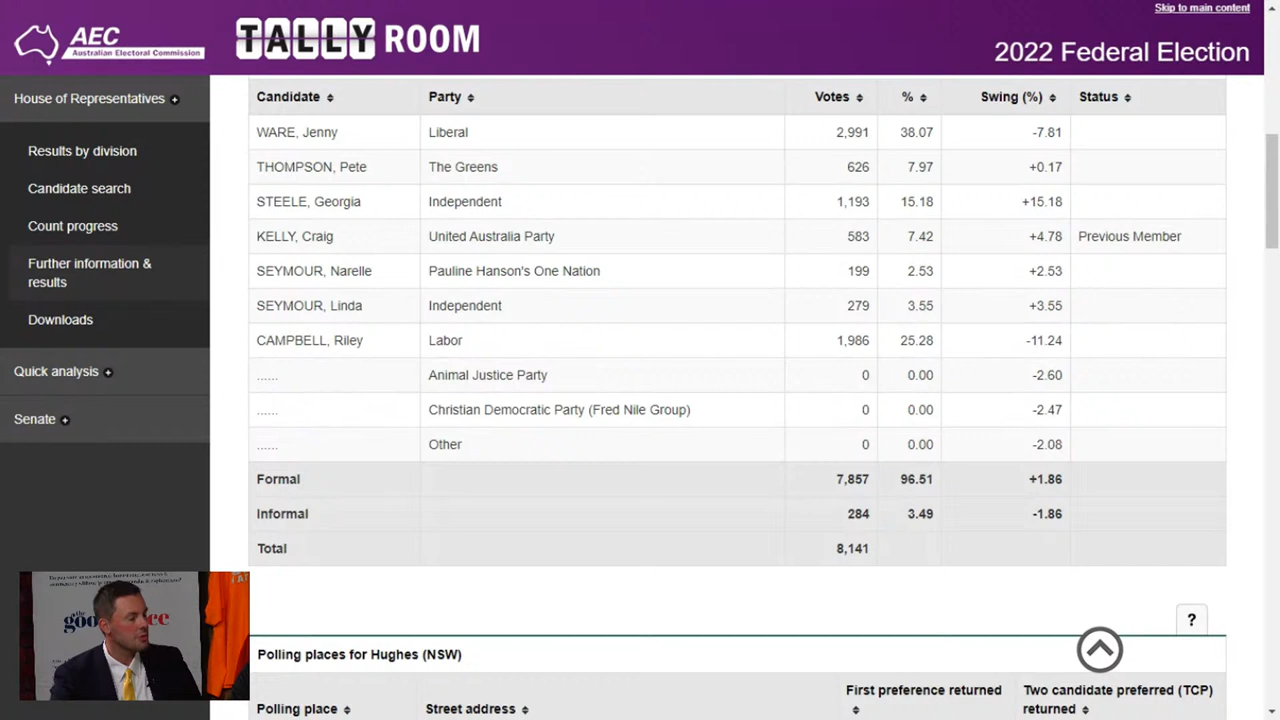 Skip to main content
AEC
Australian Electoral Commission
TALLY ROOM
2022 Federal Election
House of Representatives
Results by division
Candidate search
Count progress
Further information &
results
Downloads
Quick analysis
Senate
Candidate Party Votes % Swing (%) Status
WARE, Jenny Liberal 2,991 38.07 -7.81
THOMPSON, Pete The Greens 626 7.97 +0.17
STEELE, Georgia Independent 1,193 15.18 +15.18
KELLY, Craig United Australia Party 583 7.42 +4.78 Previous Member
SEYMOUR, Narelle Pauline Hanson's One Nation 199 2.53 +2.53
SEYMOUR, Linda Independent 279 3.55 +3.55
CAMPBELL, Riley Labor 1,986 25.28 -11.24
...... Animal Justice Party 0 0.00 -2.60
...... Christian Democratic Party (Fred Nile Group) 0 0.00 -2.47
...... Other 0 0.00 -2.08
Formal 7,857 96.51 +1.86
Informal 284 3.49 -1.86
Total 8,141
the
?
Polling places for Hughes (NSW)
Polling place Street address First preference returned Two candidate preferred (TCP) returned